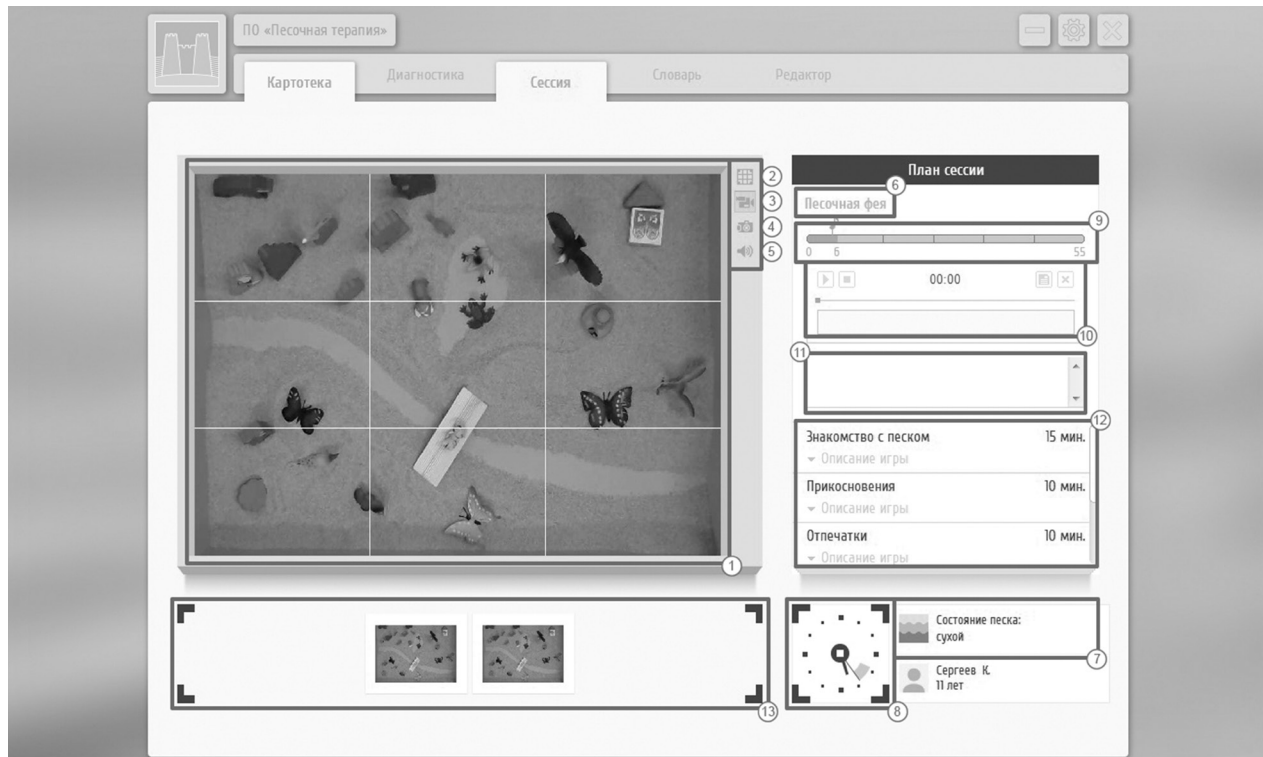 ПО «Песочная терапия»
Картотека
Диагностика
Сессия
Словарь
Редактор
План сессии
2
3
4
5
6
Песочная фея
9
0 6 55
00:00
10
11
12
Знакомство с песком 15 мин.
Описание игры
Прикосновения 10 мин.
Описание игры
Отпечатки 10 мин.
Описание игры
1
Состояние песка:
сухой
7
Сергеев К.
11 лет
13
8